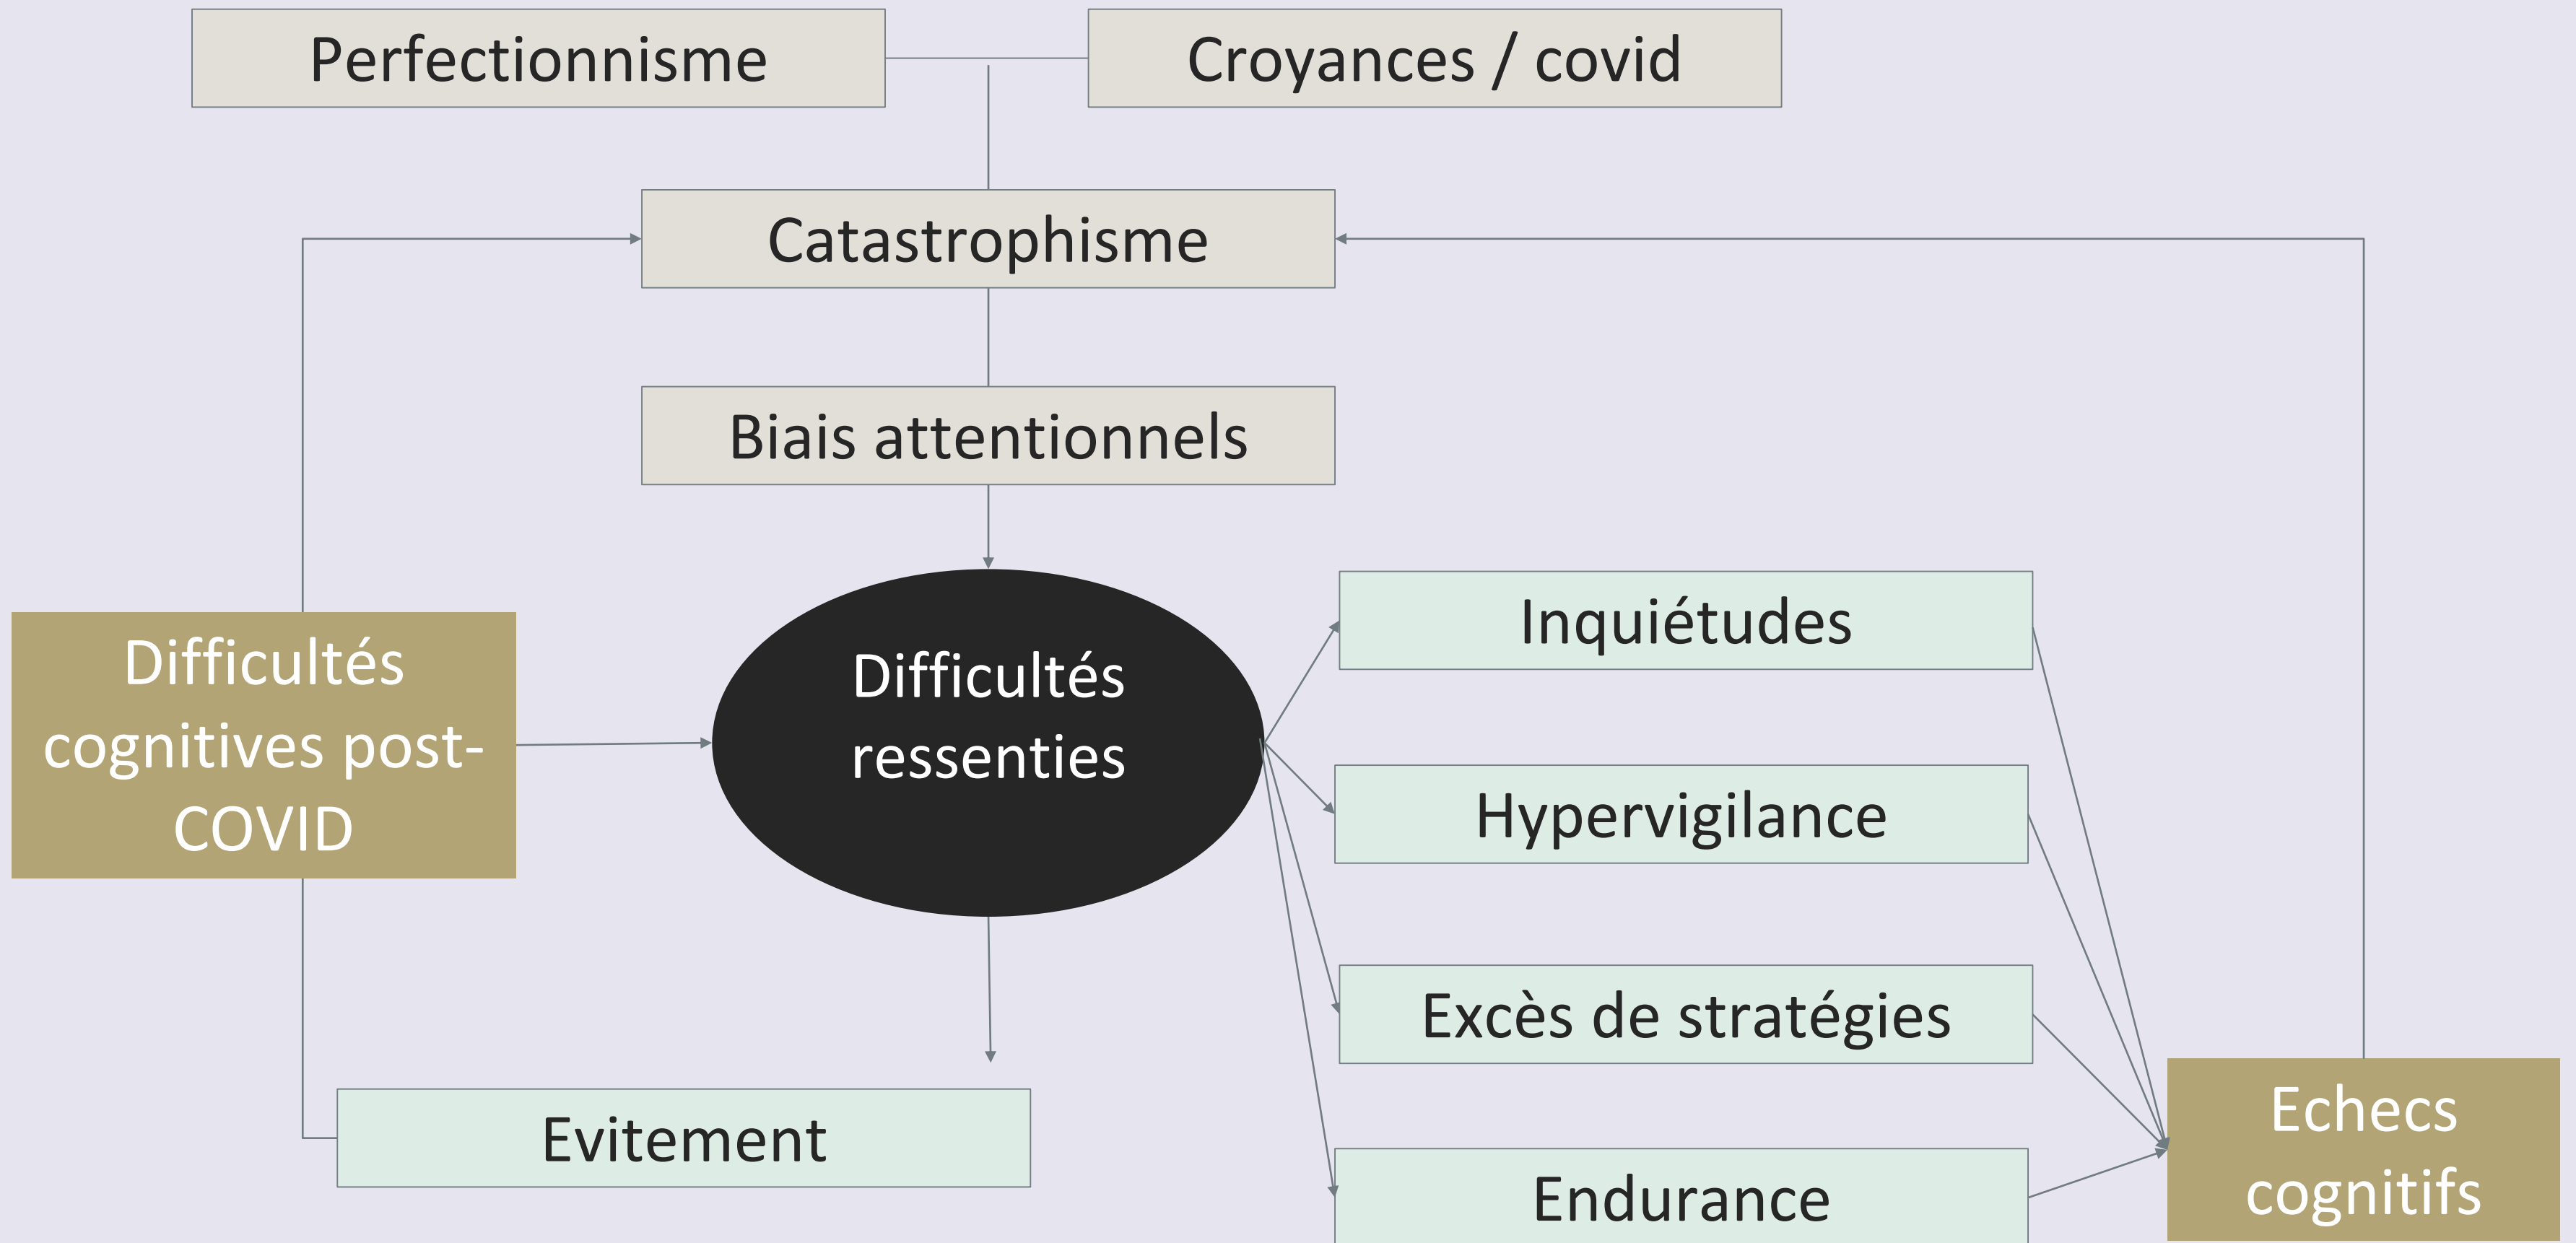 Perfectionnisme
Croyances / covid
Catastrophisme
Biais attentionnels
Difficultés
cognitives post-
COVID
Difficultés
ressenties
Inquiétudes
Hypervigilance
Excès de stratégies
Evitement
Endurance
Echecs
cognitifs